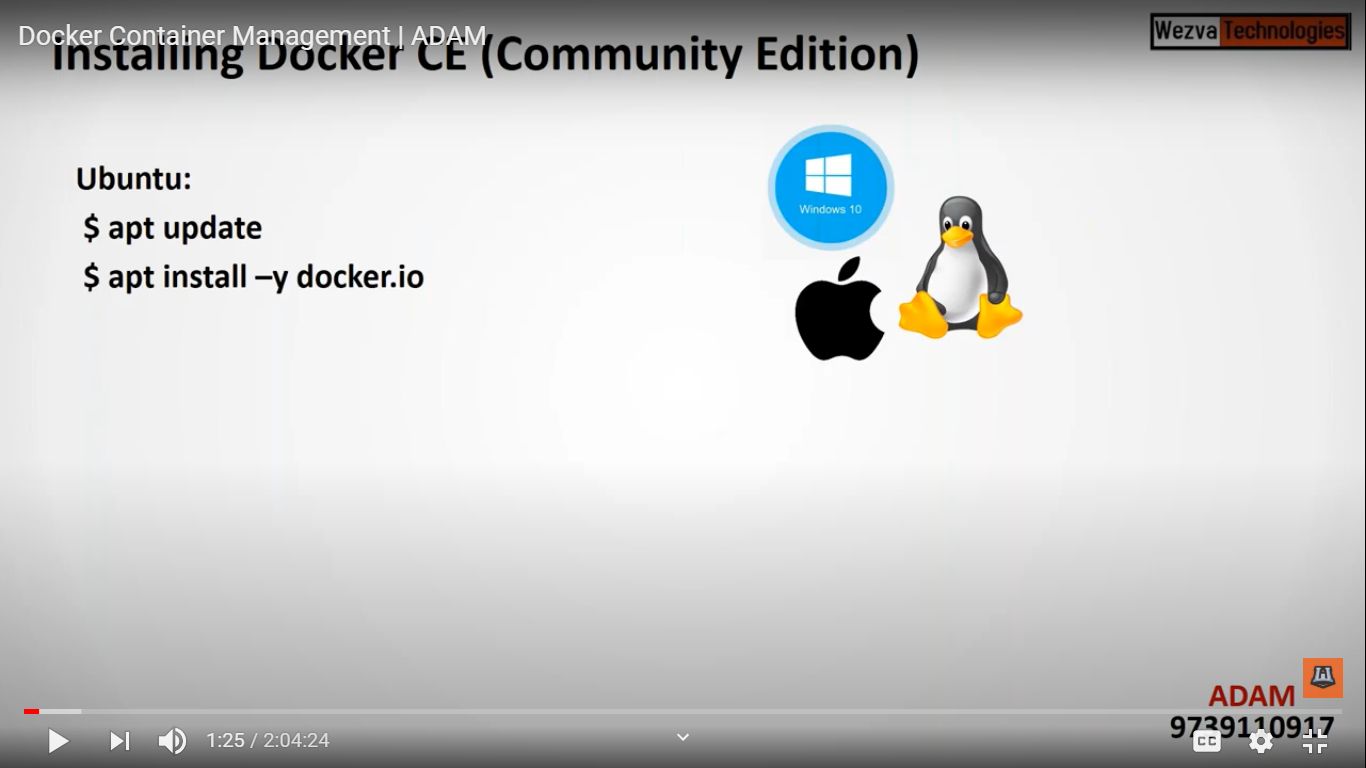 Docker Container Management | ADAM
Installing Docker CE (Community Edition)
Wezva Technologies
Ubuntu:
$ apt update
$ apt install –y docker.io
Windows 10
ADAM
9739110917
1:25 / 2:04:24
CC